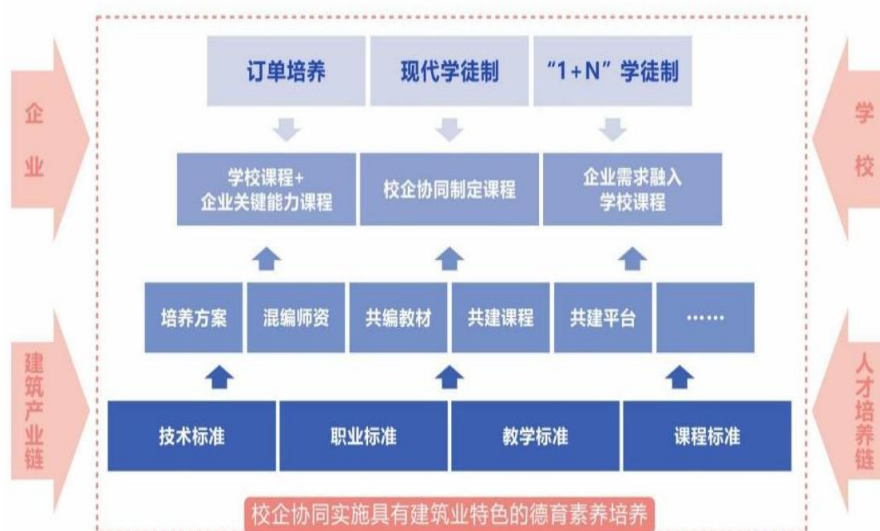 订单培养
现代学徒制
“1+N”学徒制
企业
学校
学校课程+
企业关键能力课程
校企协同制定课程
企业需求融入
学校课程
培养方案
混编师资
共编教材
共建课程
共建平台
……
建筑产业链
人才培养链
技术标准
职业标准
教学标准
课程标准
校企协同实施具有建筑业特色的德育素养培养